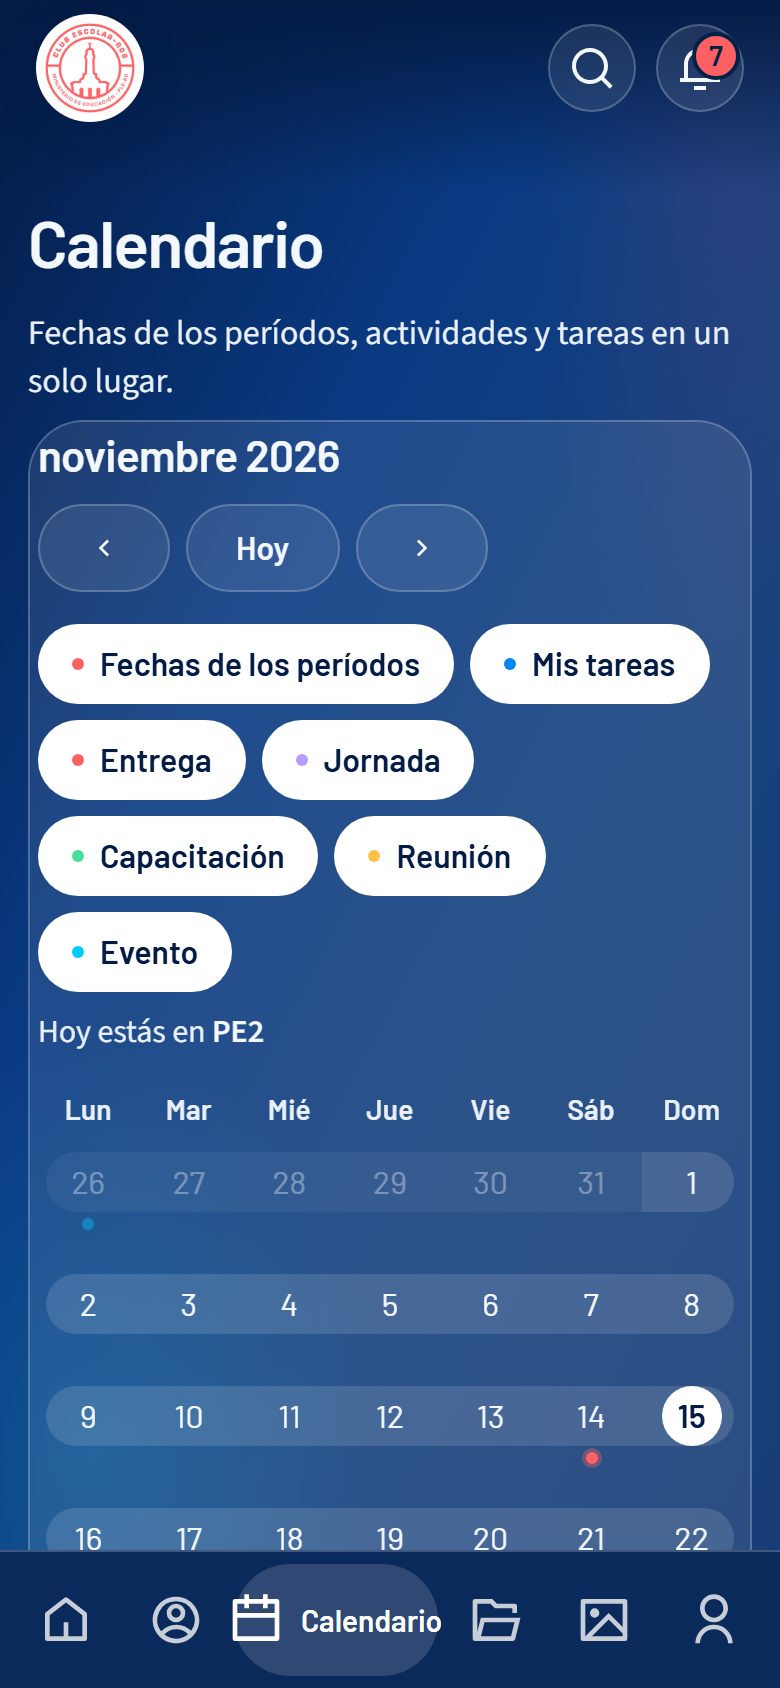 CLUB ESCOLAR-RDS
7
Calendario
Fechas de los períodos, actividades y tareas en un
solo lugar.
noviembre 2026
Hoy
Fechas de los períodos
Mis tareas
Entrega
Jornada
Capacitación
Reunión
Evento
Hoy estás en PE2
Lun Mar Mié Jue Vie Sáb Dom
26 27 28 29 30 31 1
2 3 4 5 6 7 8
9 10 11 12 13 14 15
16 17 18 19 20 21 22
Calendario